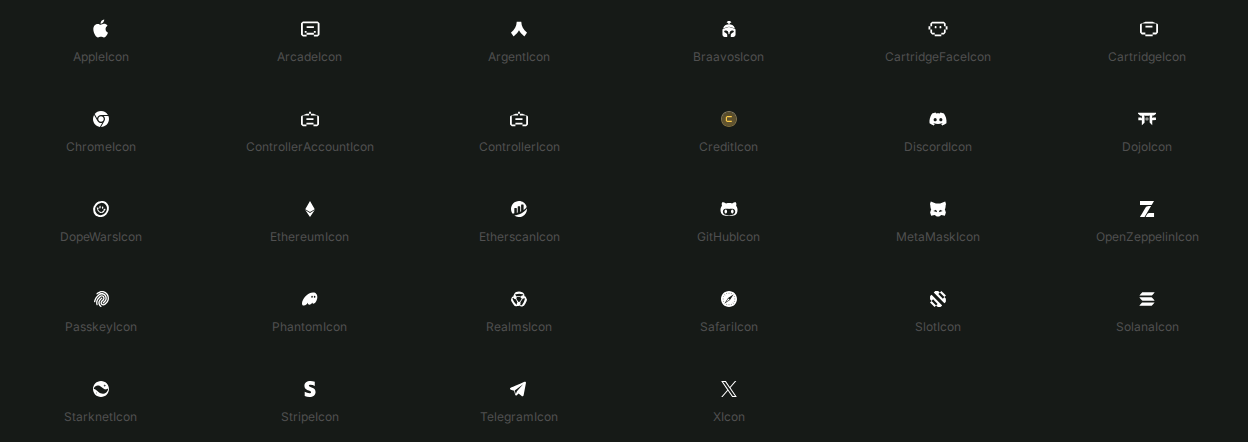 AppleIcon ArcadeIcon ArgentIcon BraavosIcon CartridgeFaceIcon CartridgeIcon
ChromeIcon ControllerAccountIcon ControllerIcon CreditIcon DiscordIcon DojoIcon
DopeWarsIcon EthereumIcon EtherscanIcon GitHubIcon MetaMaskIcon OpenZeppelinIcon
PasskeyIcon PhantomIcon RealmsIcon SafariIcon SlotIcon SolanaIcon
StarknetIcon StripeIcon TelegramIcon XIcon